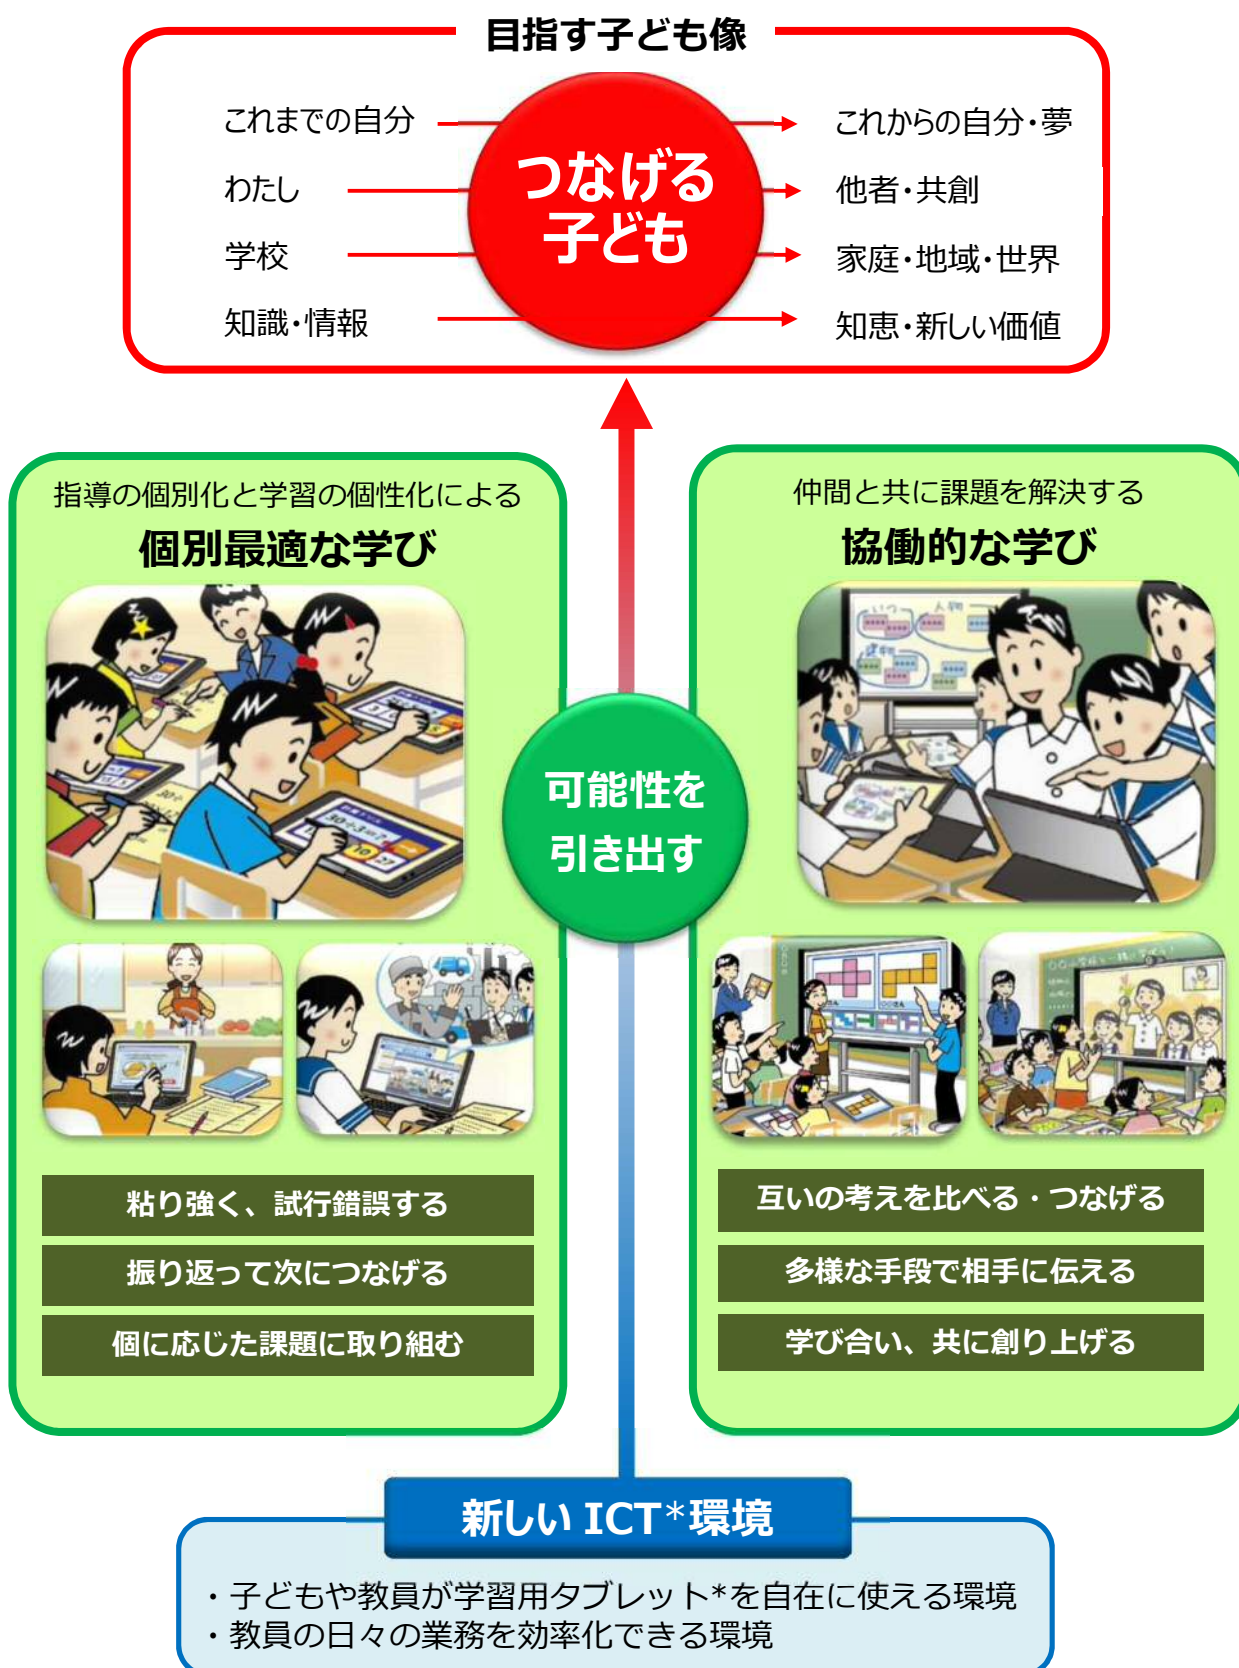 目指す子ども像
つなげる
子ども
これまでの自分
これからの自分・夢
わたし
他者・共創
学校
家庭・地域・世界
知識・情報
知恵・新しい価値
指導の個別化と学習の個性化による
個別最適な学び
仲間と共に課題を解決する
協働的な学び
いつ
人物
建物
30÷3=?
可能性を
引き出す
粘り強く、試行錯誤する
振り返って次につなげる
個に応じた課題に取り組む
互いの考えを比べる・つなげる
多様な手段で相手に伝える
学び合い、共に創り上げる
新しい ICT*環境
・子どもや教員が学習用タブレット*を自在に使える環境
・教員の日々の業務を効率化できる環境